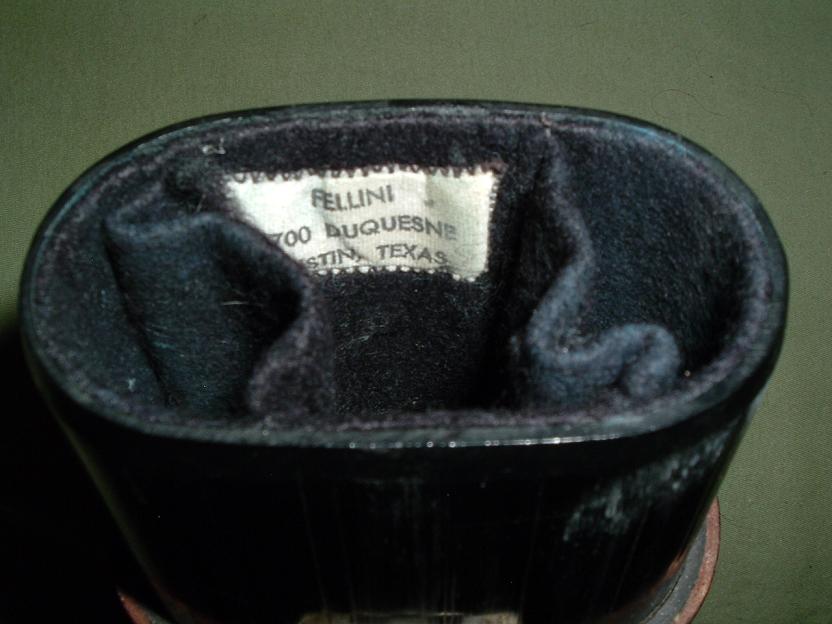 FELLINI
700 DUQUESNE
STIN, TEXAS